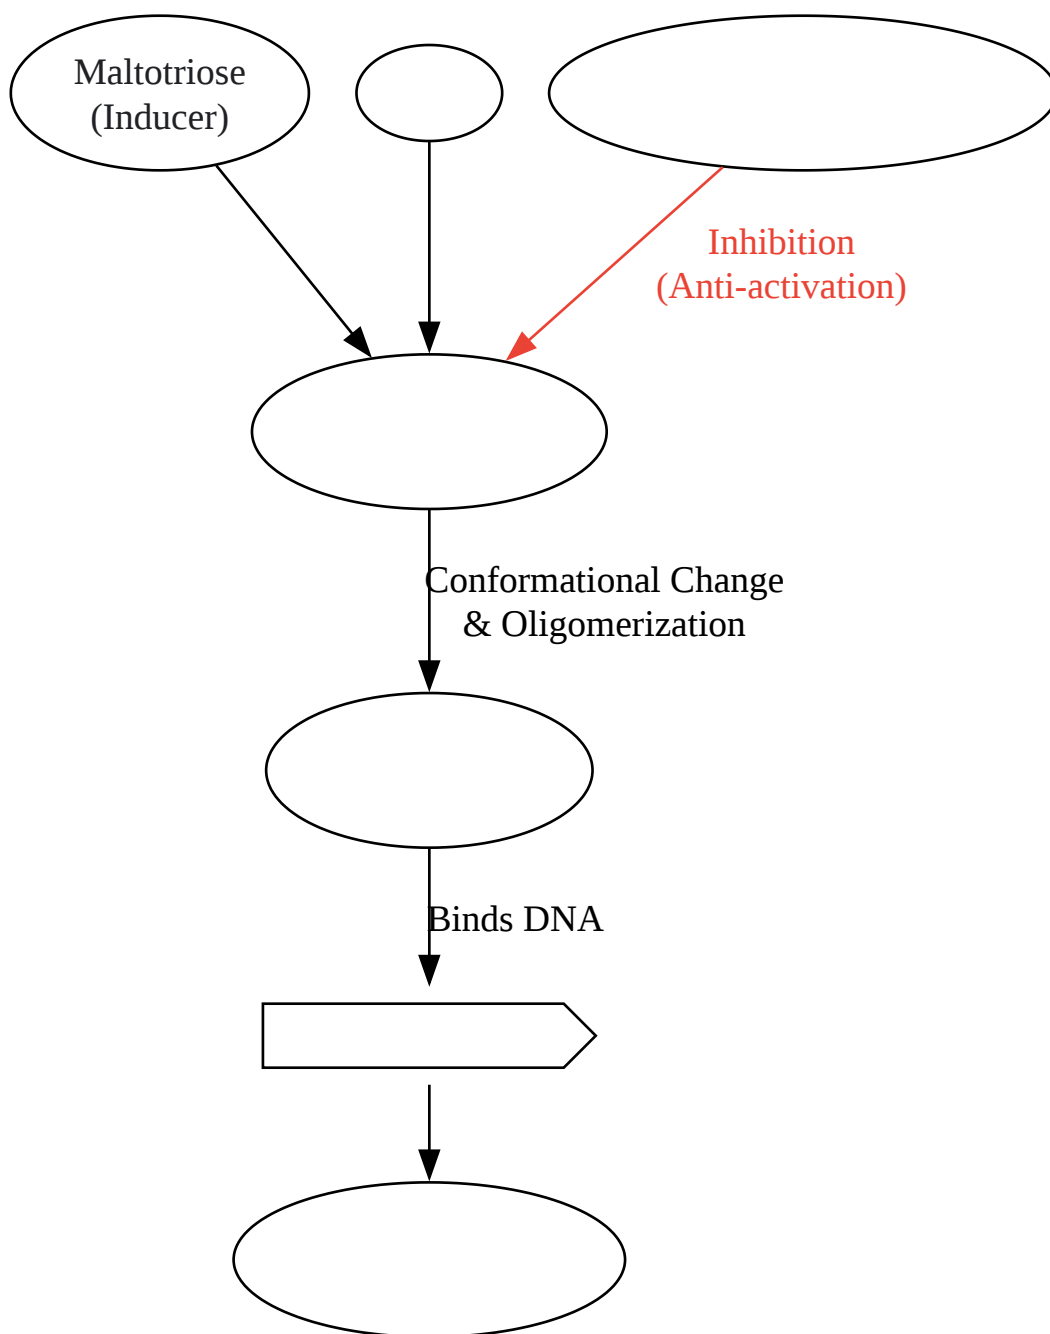 Maltotriose
(Inducer)
Inhibition
(Anti-activation)
Conformational Change
& Oligomerization
Binds DNA